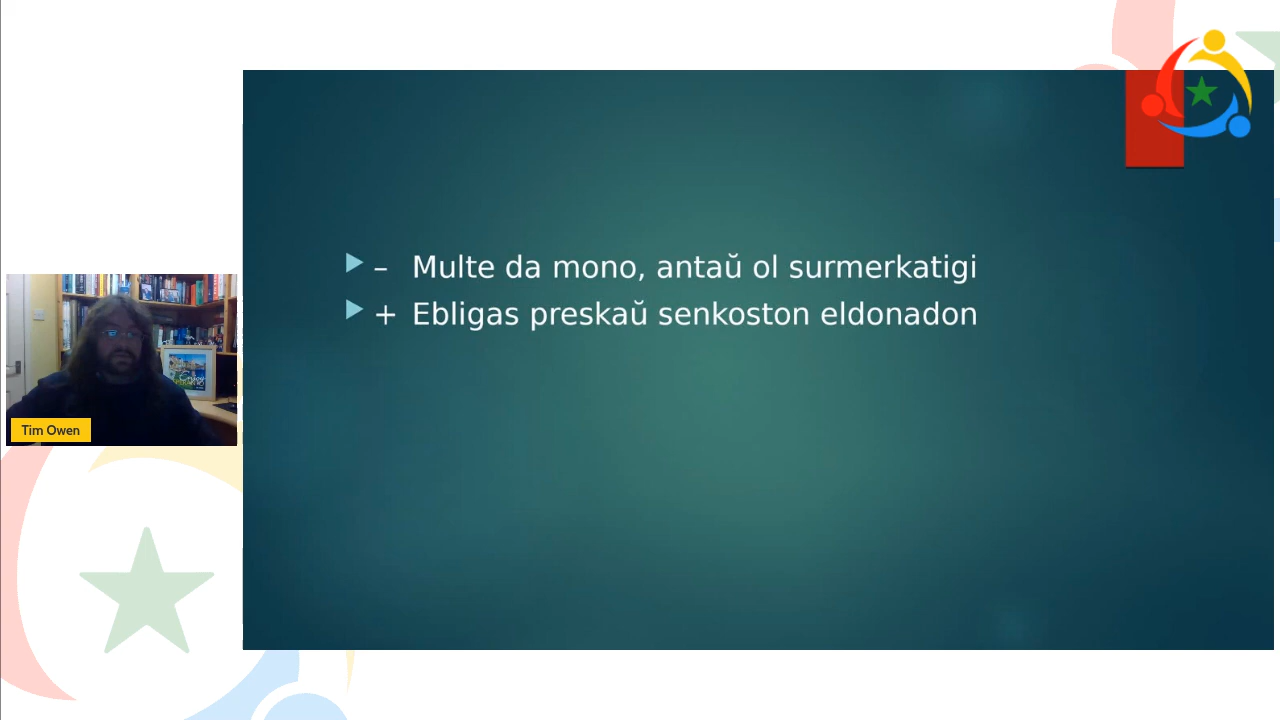 – Multe da mono, antaŭ ol surmerkatigi
+ Ebligas preskaŭ senkoston eldonadon
Tim Owen